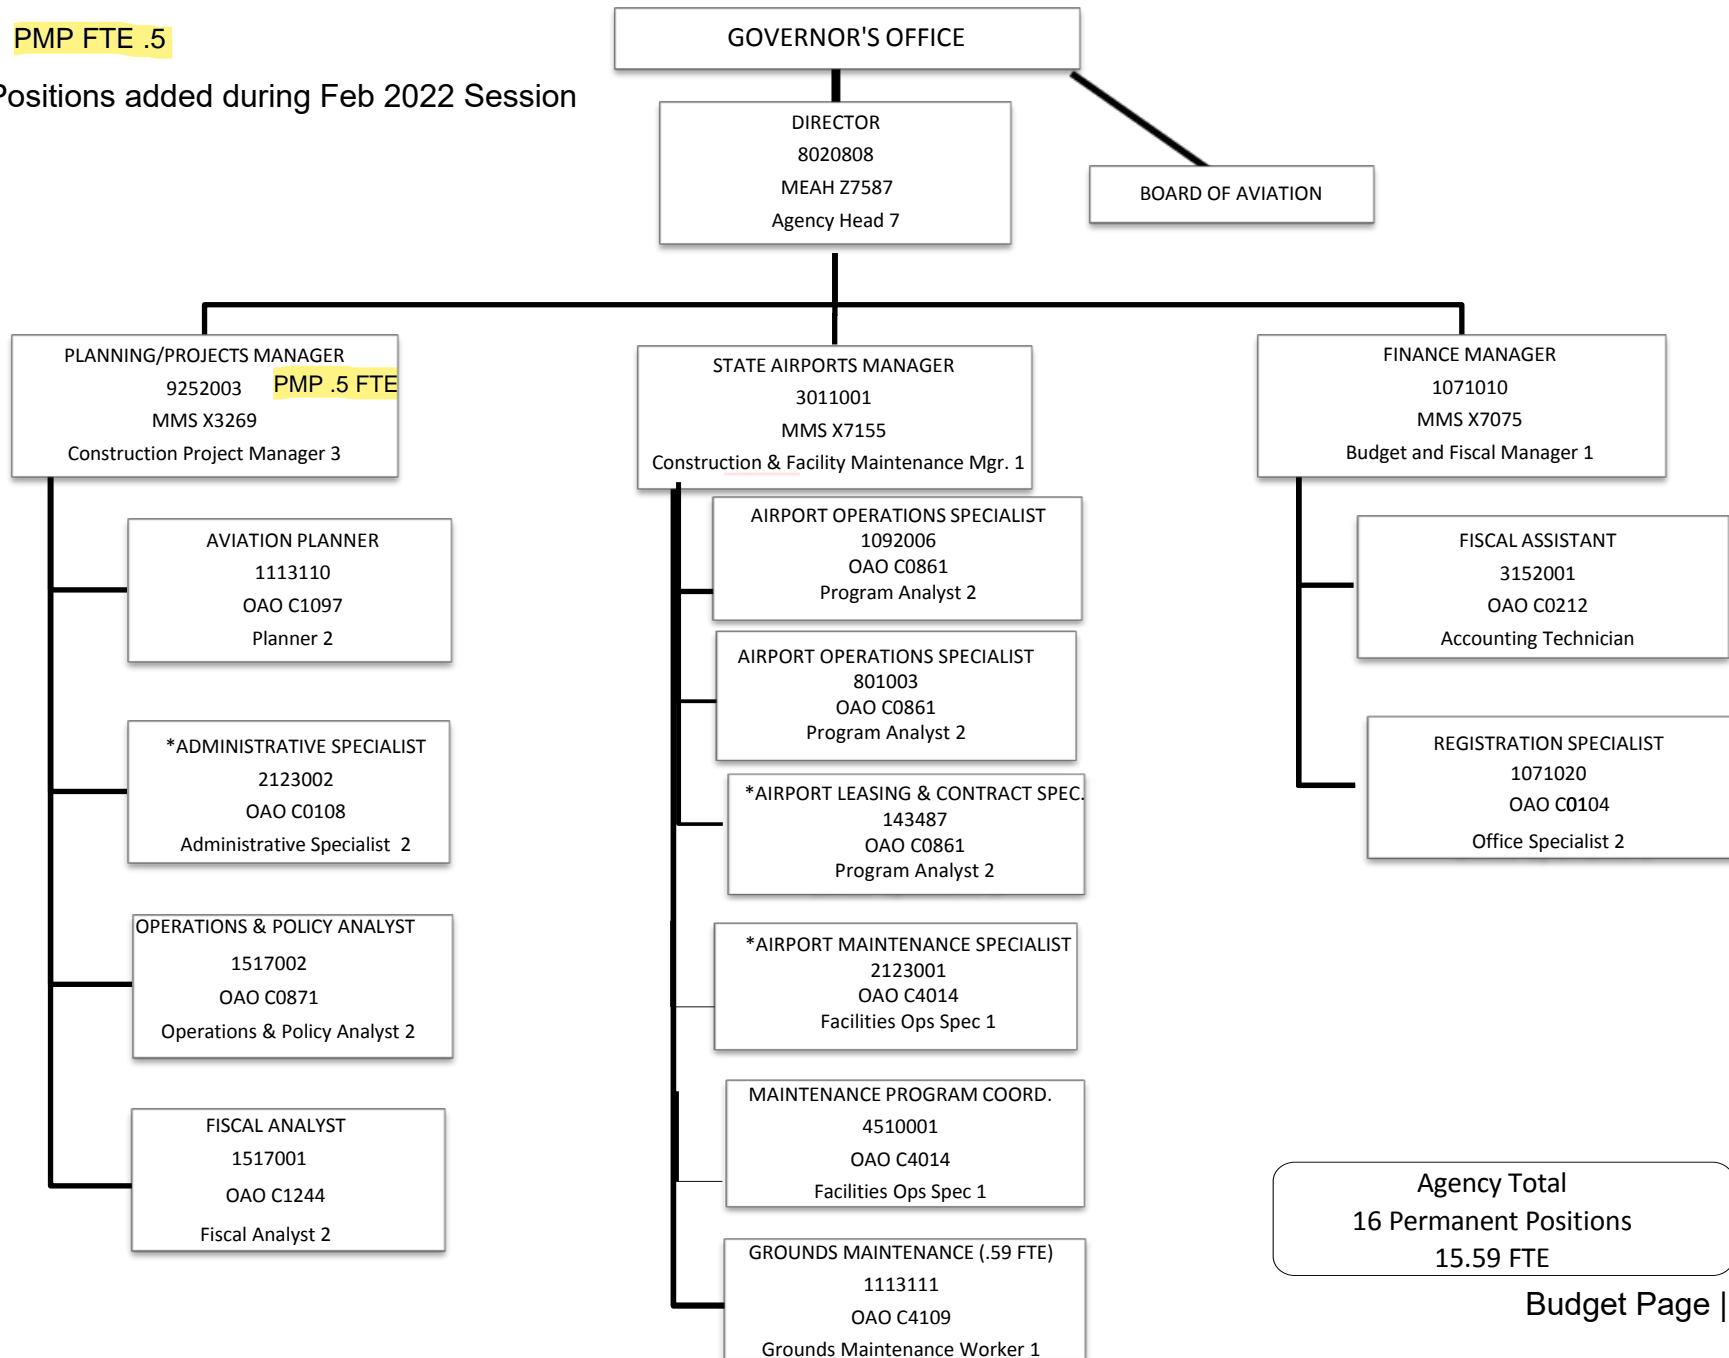 PMP FTE .5
Positions added during Feb 2022 Session
GOVERNOR'S OFFICE
DIRECTOR
8020808
MEAH Z7587
Agency Head 7
BOARD OF AVIATION
PLANNING/PROJECTS MANAGER
9252003 PMP .5 FTE
MMS X3269
Construction Project Manager 3
STATE AIRPORTS MANAGER
3011001
MMS X7155
Construction & Facility Maintenance Mgr. 1
FINANCE MANAGER
1071010
MMS X7075
Budget and Fiscal Manager 1
AVIATION PLANNER
1113110
OAO C1097
Planner 2
*ADMINISTRATIVE SPECIALIST
2123002
OAO C0108
Administrative Specialist 2
OPERATIONS & POLICY ANALYST
1517002
OAO C0871
Operations & Policy Analyst 2
FISCAL ANALYST
1517001
OAO C1244
Fiscal Analyst 2
AIRPORT OPERATIONS SPECIALIST
1092006
OAO C0861
Program Analyst 2
AIRPORT OPERATIONS SPECIALIST
801003
OAO C0861
Program Analyst 2
*AIRPORT LEASING & CONTRACT SPEC.
143487
OAO C0861
Program Analyst 2
*AIRPORT MAINTENANCE SPECIALIST
2123001
OAO C4014
Facilities Ops Spec 1
MAINTENANCE PROGRAM COORD.
4510001
OAO C4014
Facilities Ops Spec 1
GROUNDS MAINTENANCE (.59 FTE)
1113111
OAO C4109
Grounds Maintenance Worker 1
FISCAL ASSISTANT
3152001
OAO C0212
Accounting Technician
REGISTRATION SPECIALIST
1071020
OAO C0104
Office Specialist 2
Agency Total
16 Permanent Positions
15.59 FTE
Budget Page |